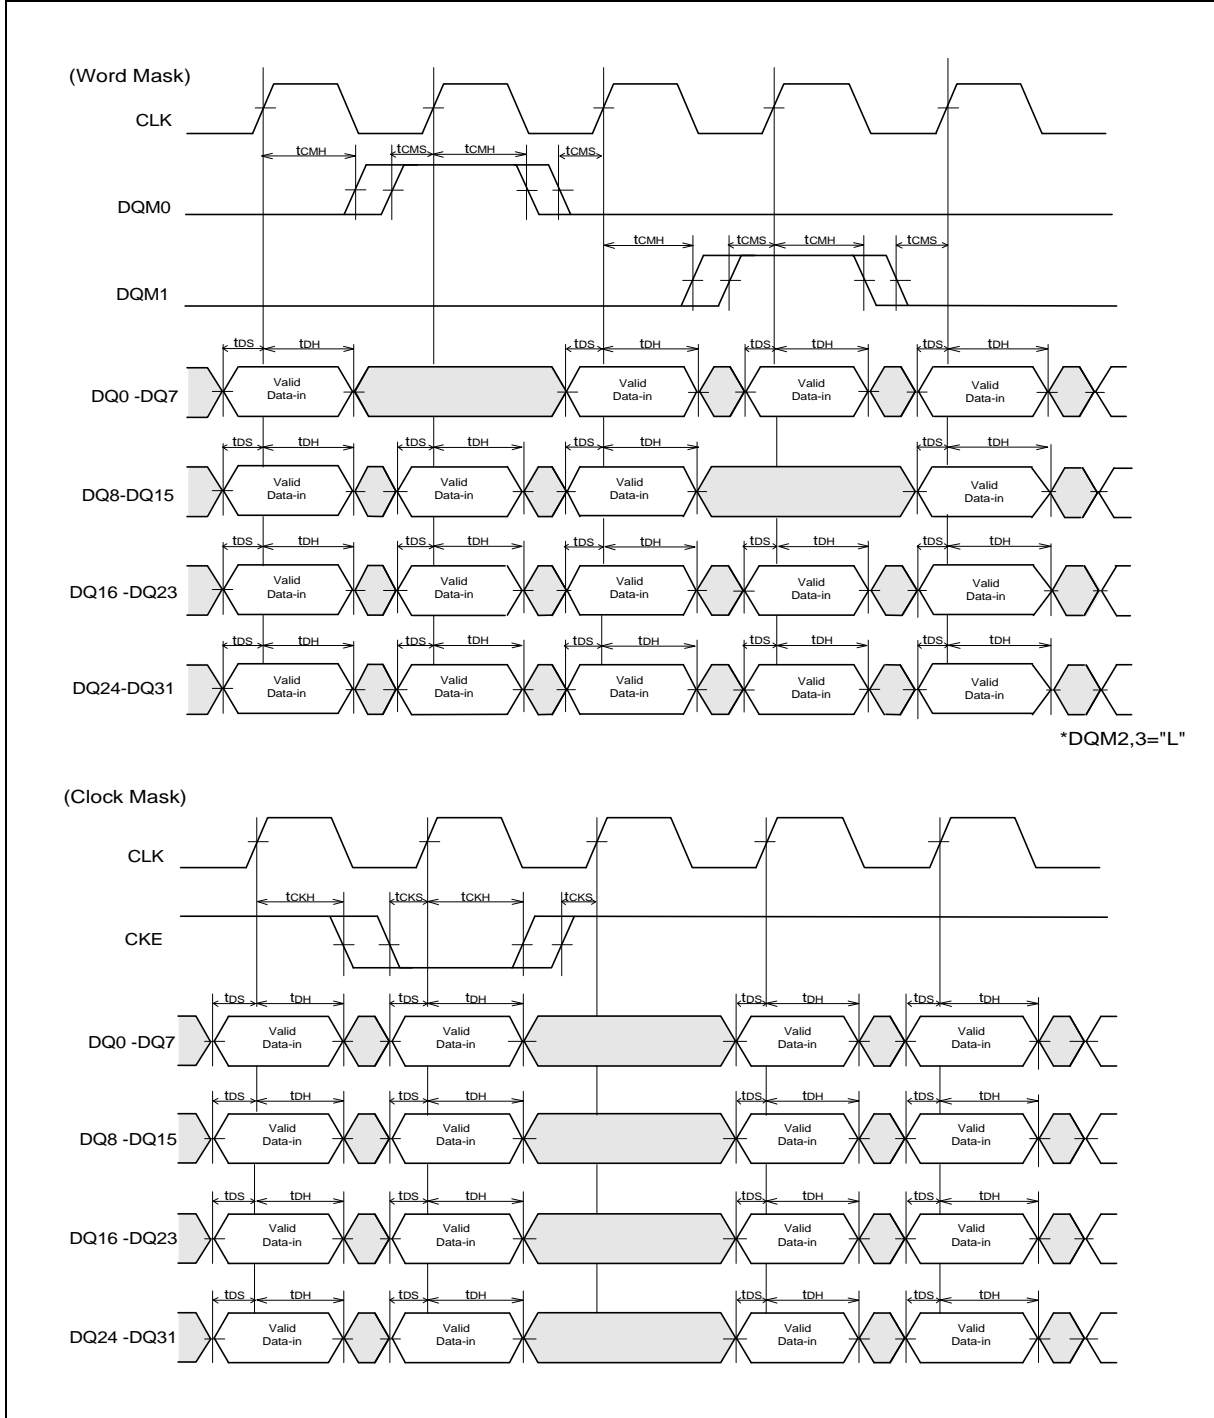 (Word Mask)
CLK
tCMH tCMS tCMH tCMS
DQM0
tCMH tCMS tCMH tCMS
DQM1
tDS tDH tDS tDH tDS tDH tDS tDH
DQ0 -DQ7
Valid Data-in Valid Data-in Valid Data-in Valid Data-in
tDS tDH tDS tDH tDS tDH tDS tDH
DQ8-DQ15
Valid Data-in Valid Data-in Valid Data-in Valid Data-in
tDS tDH tDS tDH tDS tDH tDS tDH tDS tDH
DQ16 -DQ23
Valid Data-in Valid Data-in Valid Data-in Valid Data-in Valid Data-in
tDS tDH tDS tDH tDS tDH tDS tDH tDS tDH
DQ24-DQ31
Valid Data-in Valid Data-in Valid Data-in Valid Data-in Valid Data-in
*DQM2,3="L"
(Clock Mask)
CLK
tCKH tCKS tCKH tCKS
CKE
tDS tDH tDS tDH tDS tDH tDS tDH
DQ0 -DQ7
Valid Data-in Valid Data-in Valid Data-in Valid Data-in
tDS tDH tDS tDH tDS tDH tDS tDH
DQ8 -DQ15
Valid Data-in Valid Data-in Valid Data-in Valid Data-in
tDS tDH tDS tDH tDS tDH tDS tDH
DQ16 -DQ23
Valid Data-in Valid Data-in Valid Data-in Valid Data-in
tDS tDH tDS tDH tDS tDH tDS tDH
DQ24 -DQ31
Valid Data-in Valid Data-in Valid Data-in Valid Data-in